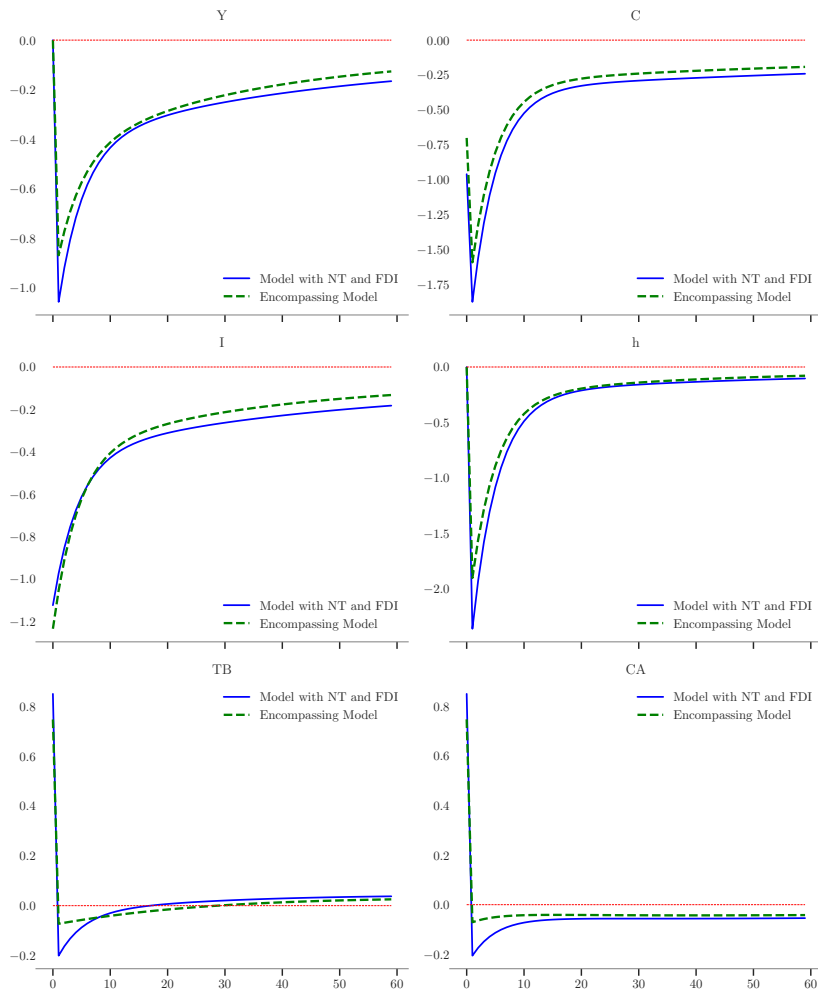 Y
0.0
−0.2
−0.4
−0.6
−0.8
−1.0
Model with NT and FDI
Encompassing Model
C
0.00
−0.25
−0.50
−0.75
−1.00
−1.25
−1.50
−1.75
Model with NT and FDI
Encompassing Model
I
0.0
−0.2
−0.4
−0.6
−0.8
−1.0
−1.2
Model with NT and FDI
Encompassing Model
h
0.0
−0.5
−1.0
−1.5
−2.0
Model with NT and FDI
Encompassing Model
TB
0.8
0.6
0.4
0.2
0.0
−0.2
Model with NT and FDI
Encompassing Model
0 10 20 30 40 50 60
CA
0.8
0.6
0.4
0.2
0.0
−0.2
Model with NT and FDI
Encompassing Model
0 10 20 30 40 50 60